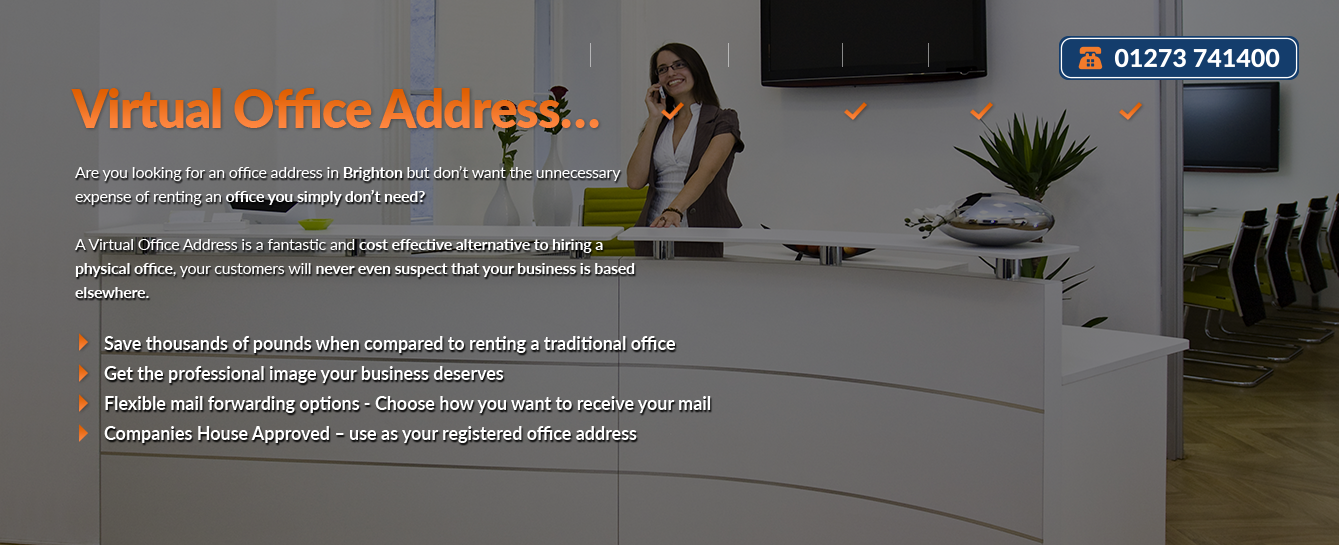 01273 741400
Virtual Office Address...
Are you looking for an office address in Brighton but don't want the unnecessary
expense of renting an office you simply don't need?
A Virtual Office Address is a fantastic and cost effective alternative to hiring a
physical office, your customers will never even suspect that your business is based
elsewhere.
Save thousands of pounds when compared to renting a traditional office
Get the professional image your business deserves
Flexible mail forwarding options - Choose how you want to receive your mail
Companies House Approved – use as your registered office address